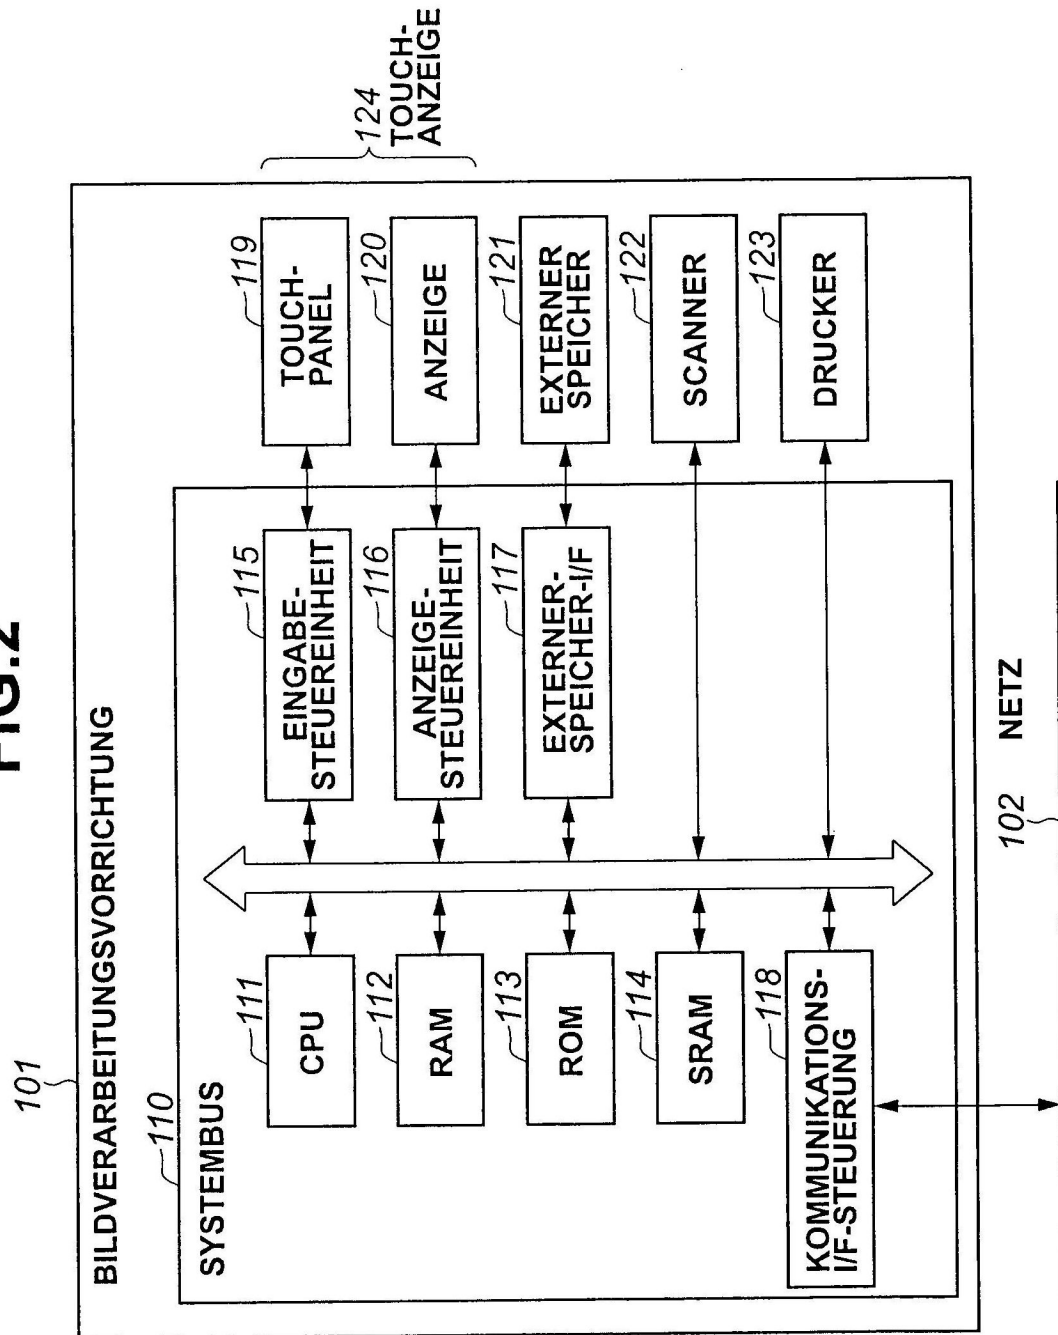 FIG.2
101
BILDVERARBEITUNGSVORRICHTUNG
110
SYSTEMBUS
111
CPU
112
RAM
113
ROM
114
SRAM
118
KOMMUNIKATIONS-
I/F-STEUERUNG
115
EINGABE-
STEUEREINHEIT
116
ANZEIGE-
STEUEREINHEIT
117
EXTERNER-
SPEICHER-I/F
119
TOUCH-
PANEL
120
ANZEIGE
121
EXTERNER
SPEICHER
122
SCANNER
123
DRUCKER
124
TOUCH-
ANZEIGE
102
NETZ